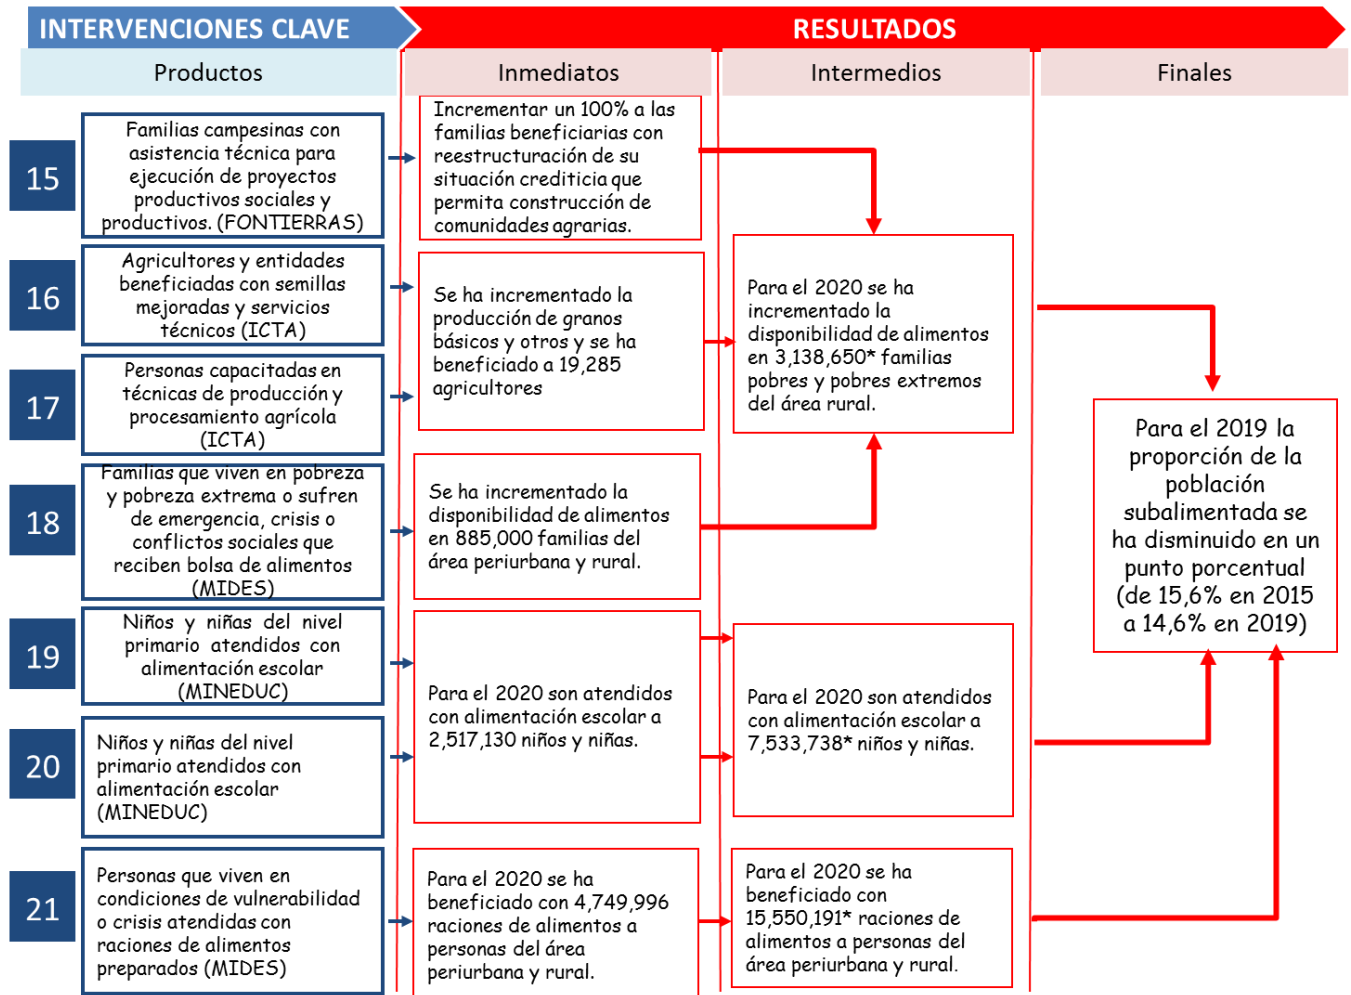 INTERVENCIONES CLAVE
RESULTADOS
Productos
Inmediatos
Intermedios
Finales
15
Familias campesinas con
asistencia técnica para
ejecución de proyectos
productivos sociales y
productivos. (FONTIERRAS)
Incrementar un 100% a las
familias beneficiarias con
reestructuración de su
situación crediticia que
permita construcción de
comunidades agrarias.
16
Agricultores y entidades
beneficiadas con semillas
mejoradas y servicios
técnicos (ICTA)
Se ha incrementado la
producción de granos
básicos y otros y se ha
beneficiado a 19,285
agricultores
Para el 2020 se ha
incrementado la
disponibilidad de alimentos
en 3,138,650* familias
pobres y pobres extremos
del área rural.
17
Personas capacitadas en
técnicas de producción y
procesamiento agrícola
(ICTA)
18
Familias que viven en pobreza
y pobreza extrema o sufren
de emergencia, crisis o
conflictos sociales que
reciben bolsa de alimentos
(MIDES)
Se ha incrementado la
disponibilidad de alimentos
en 885,000 familias del
área periurbana y rural.
Para el 2019 la
proporción de la
población
subalimentada se
ha disminuido en un
punto porcentual
(de 15,6% en 2015
a 14,6% en 2019)
19
Niños y niñas del nivel
primario atendidos con
alimentación escolar
(MINEDUC)
Para el 2020 son atendidos
con alimentación escolar a
2,517,130 niños y niñas.
Para el 2020 son atendidos
con alimentación escolar a
7,533,738* niños y niñas.
20
Niños y niñas del nivel
primario atendidos con
alimentación escolar
(MINEDUC)
21
Personas que viven en
condiciones de vulnerabilidad
o crisis atendidas con
raciones de alimentos
preparados (MIDES)
Para el 2020 se ha
beneficiado con 4,749,996
raciones de alimentos a
personas del área
periurbana y rural.
Para el 2020 se ha
beneficiado con
15,550,191* raciones de
alimentos a personas del
área periurbana y rural.